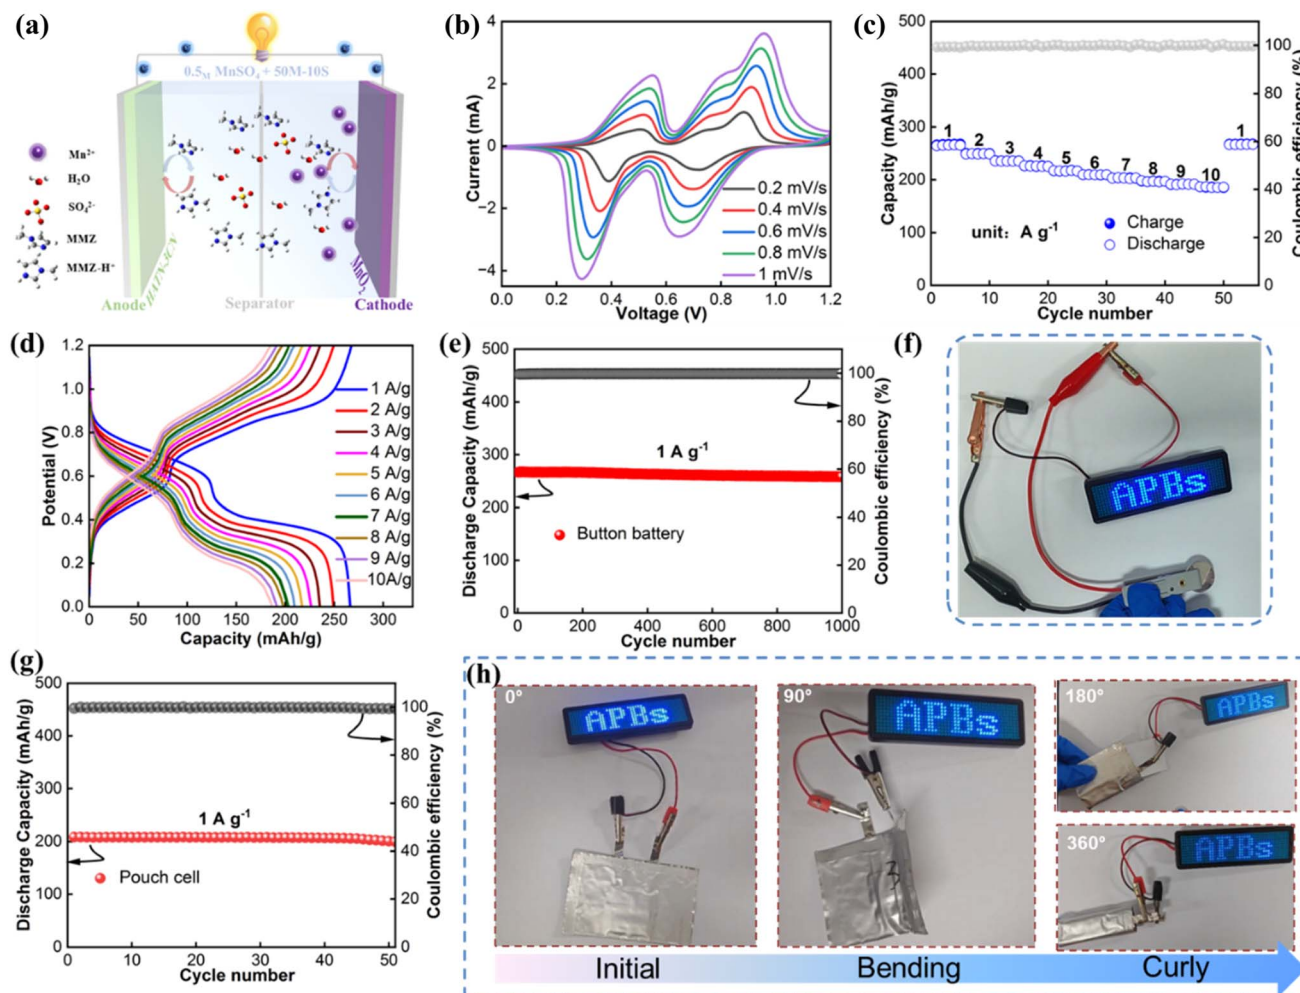 (a)
0.5M MnSO₄ + 50M-10S
Mn²⁺
H₂O
SO₄²⁻
MMZ
MMZ-H⁺
HATN-3CN
MnO₂
Anode
Separator
Cathode
(b)
Current (mA)
4
2
0
−2
−4
0.2 mV/s
0.4 mV/s
0.6 mV/s
0.8 mV/s
1 mV/s
0.0 0.2 0.4 0.6 0.8 1.0 1.2
Voltage (V)
(c)
Capacity (mAh/g)
500
400
300
200
100
0
1 2 3 4 5 6 7 8 9 10 1
unit: A g⁻¹
Charge
Discharge
0 10 20 30 40 50
Cycle number
100
80
60
40
20
0
Coulombic efficiency (%)
(d)
Potential (V)
1.2
1.0
0.8
0.6
0.4
0.2
0.0
1 A/g
2 A/g
3 A/g
4 A/g
5 A/g
6 A/g
7 A/g
8 A/g
9 A/g
10A/g
0 50 100 150 200 250 300
Capacity (mAh/g)
(e)
Discharge Capacity (mAh/g)
500
400
300
200
100
0
1 A g⁻¹
Button battery
0 200 400 600 800 1000
Cycle number
100
80
60
40
20
0
Coulombic efficiency (%)
(f)
APBs
(g)
Discharge Capacity (mAh/g)
500
400
300
200
100
0
1 A g⁻¹
Pouch cell
0 10 20 30 40 50
Cycle number
100
80
60
40
20
0
Coulombic efficiency (%)
(h)
0°
APBs
90°
APBs
3
180°
APBs
360°
APBs
Initial
Bending
Curly